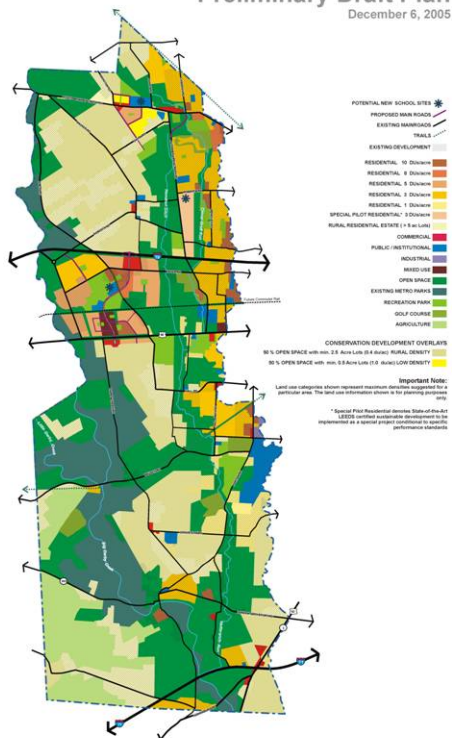 Preliminary Draft Plan
December 6, 2005
POTENTIAL NEW SCHOOL SITES
PROPOSED MAIN ROADS
EXISTING MAINROADS
TRAILS
EXISTING DEVELOPMENT
RESIDENTIAL 10 DUs/acre
RESIDENTIAL 8 DUs/acre
RESIDENTIAL 5 DUs/acre
RESIDENTIAL 3 DUs/acre
RESIDENTIAL 1 DUs/acre
SPECIAL PILOT RESIDENTIAL* 3 DUs/acre
RURAL RESIDENTIAL ESTATE ( > 5 ac Lots)
COMMERCIAL
PUBLIC / INSTITUTIONAL
INDUSTRIAL
MIXED USE
OPEN SPACE
EXISTING METRO PARKS
RECREATION PARK
GOLF COURSE
AGRICULTURE
CONSERVATION DEVELOPMENT OVERLAYS
50 % OPEN SPACE with min. 2.5 Acre Lots (0.4 du/ac) RURAL DENSITY
50 % OPEN SPACE with min. 0.5 Acre Lots (1.0 du/ac) LOW DENSITY
Important Note:
Land use categories shown represent maximum densities suggested for a
particular area. The land use information shown is for planning purposes
only.
* Special Pilot Residential denotes State-of-the-Art
LEEDS certified sustainable development to be
implemented as a special project conditional to specific
performance standards